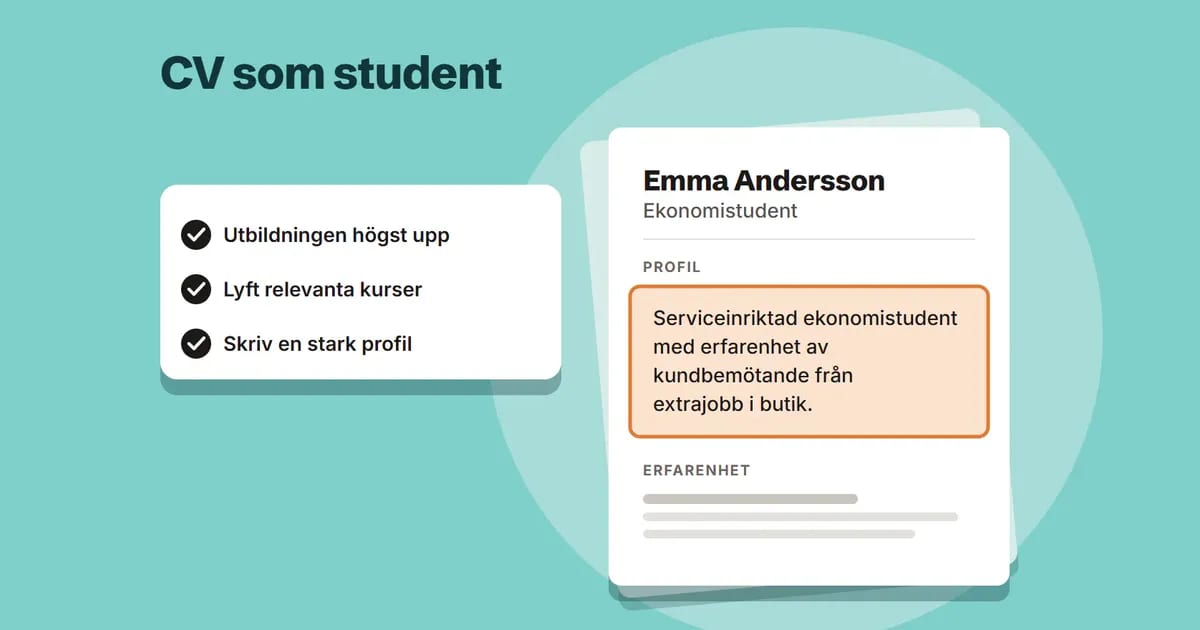 CV som student
Utbildningen högst upp
Lyft relevanta kurser
Skriv en stark profil
Emma Andersson
Ekonomistudent
PROFIL
Serviceinriktad ekonomistudent
med erfarenhet av
kundbemötande från
extrajobb i butik.
ERFARENHET